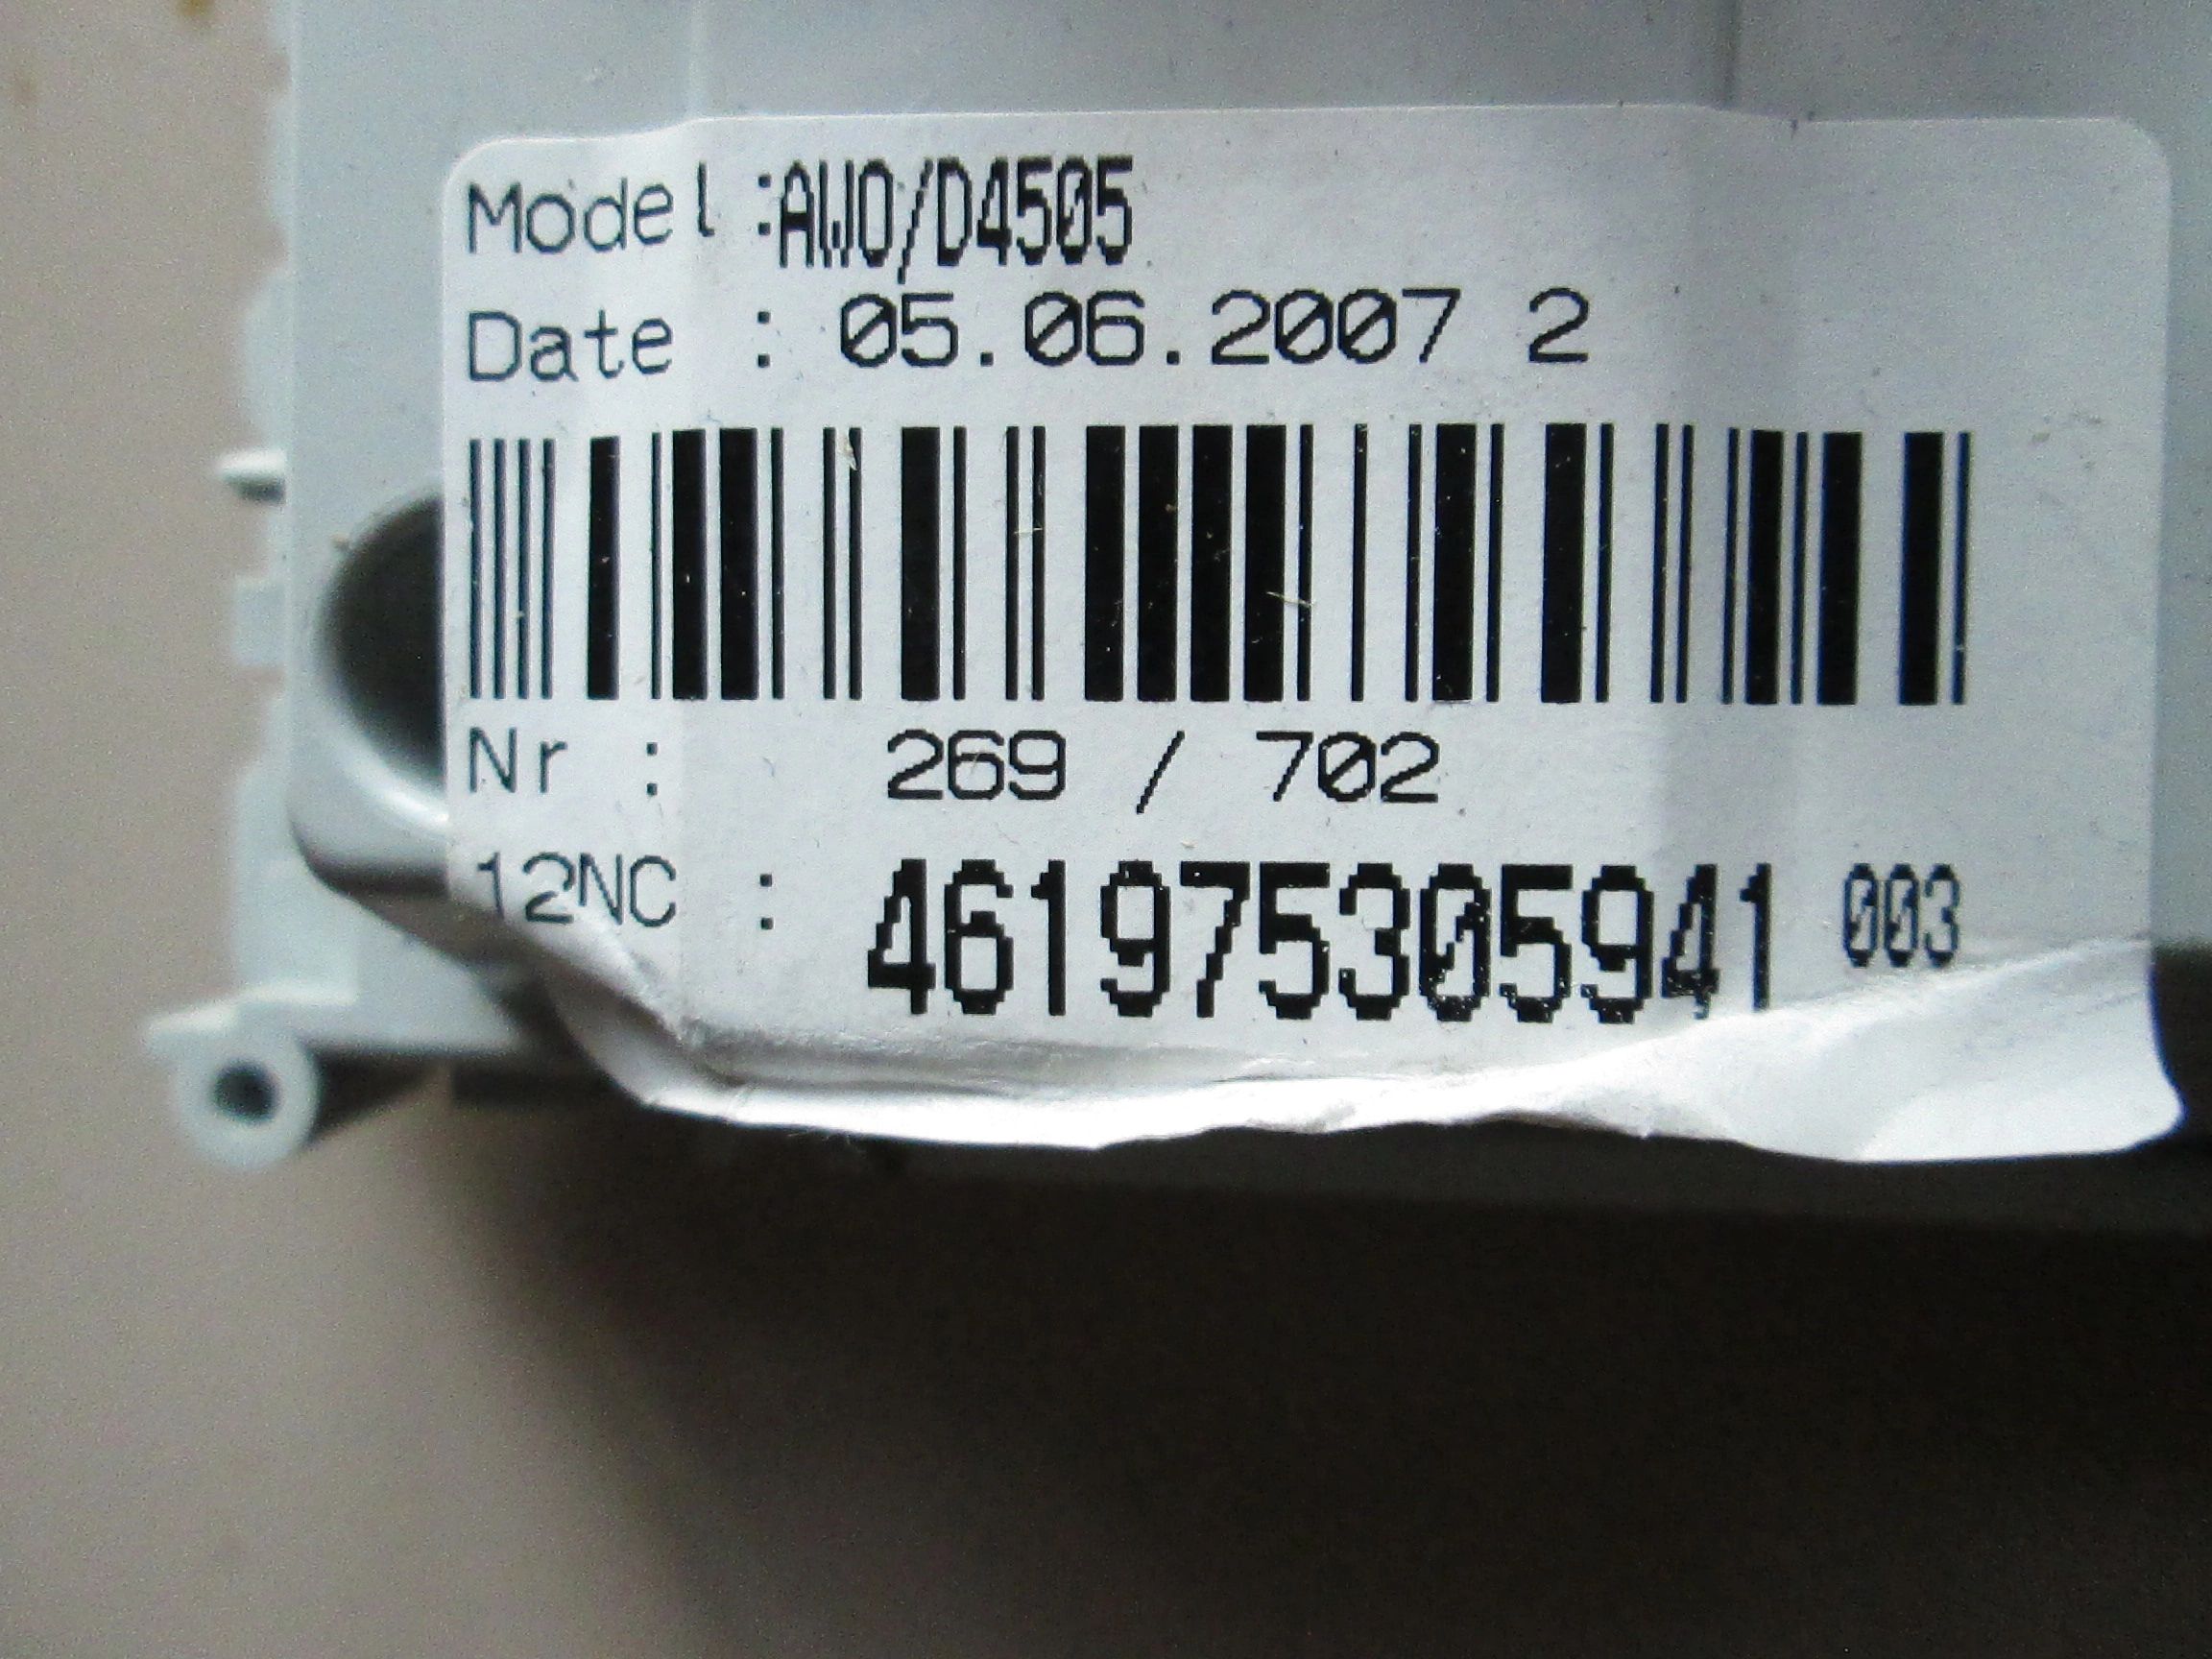 Model :AWO/D4505
Date : 05.06.2007 2
Nr : 269 / 702
12NC : 461975305941 003